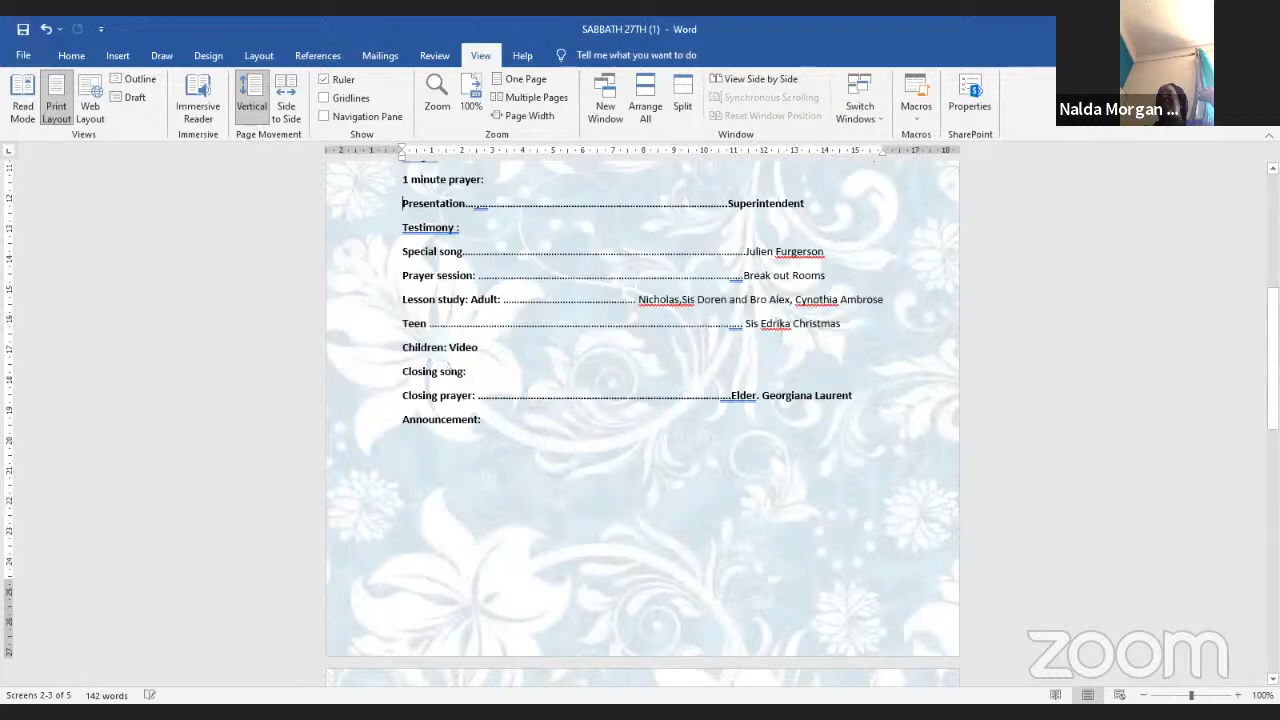 SABBATH 27TH (1) - Word
File Home Insert Draw Design Layout References Mailings Review View Help Tell me what you want to do
Read Mode
Print Layout
Web Layout
Outline
Draft
Views
Immersive Reader
Immersive
Vertical
Side to Side
Page Movement
Ruler
Gridlines
Navigation Pane
Show
Zoom
100%
One Page
Multiple Pages
Page Width
Zoom
New Window
Arrange All
Split
View Side by Side
Synchronous Scrolling
Reset Window Position
Window
Switch Windows
Macros
Macros
Properties
SharePoint
Nalda Morgan ...
1 minute prayer:
Presentation..........................................................................................Superintendent
Testimony :
Special song...............................................................................................Julien Furgerson
Prayer session: .........................................................................................Break out Rooms
Lesson study: Adult: ............................................. Nicholas,Sis Doren and Bro Alex, Cynothia Ambrose
Teen ......................................................................................................... Sis Edrika Christmas
Children: Video
Closing song:
Closing prayer: .....................................................................................Elder. Georgiana Laurent
Announcement:
zoom
Screens 2-3 of 5 142 words 100%